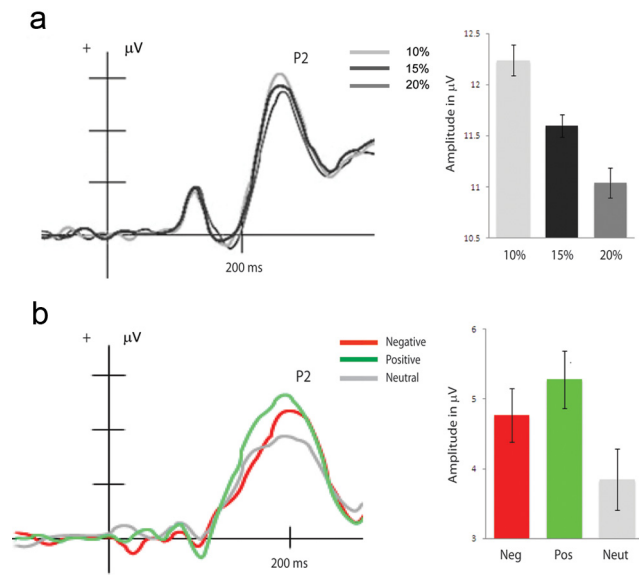 a
+ μV
P2
10%
15%
20%
200 ms
Amplitude in μV
12.5
12
11.5
11
10.5
10% 15% 20%
b
+ μV
P2
Negative
Positive
Neutral
200 ms
Amplitude in μV
6
5
4
3
Neg Pos Neut